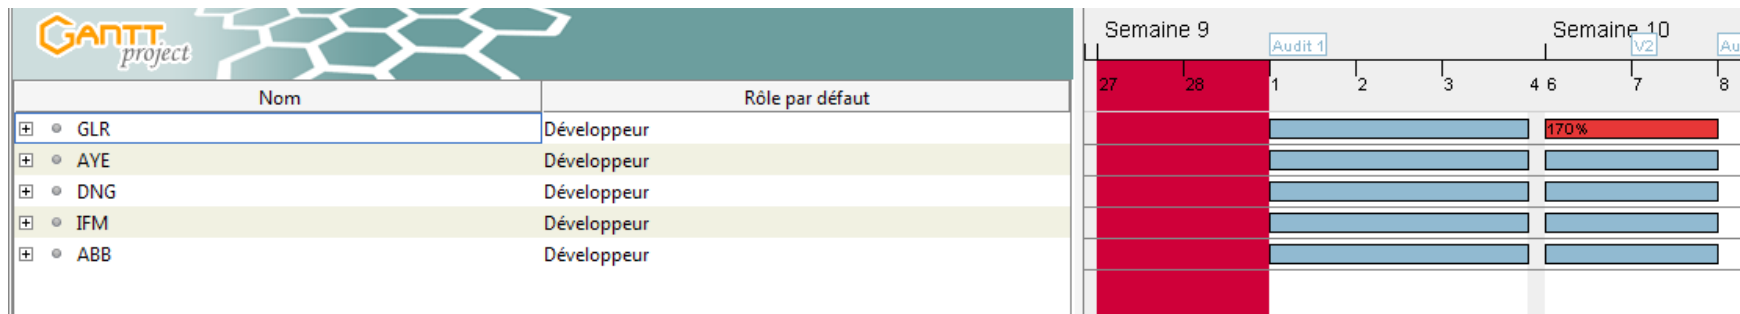 GANTT
project
Nom Rôle par défaut
GLR Développeur
AYE Développeur
DNG Développeur
IFM Développeur
ABB Développeur
Semaine 9 Semaine 10
Audit 1 V2 Au
27 28 1 2 3 4 6 7 8
170%